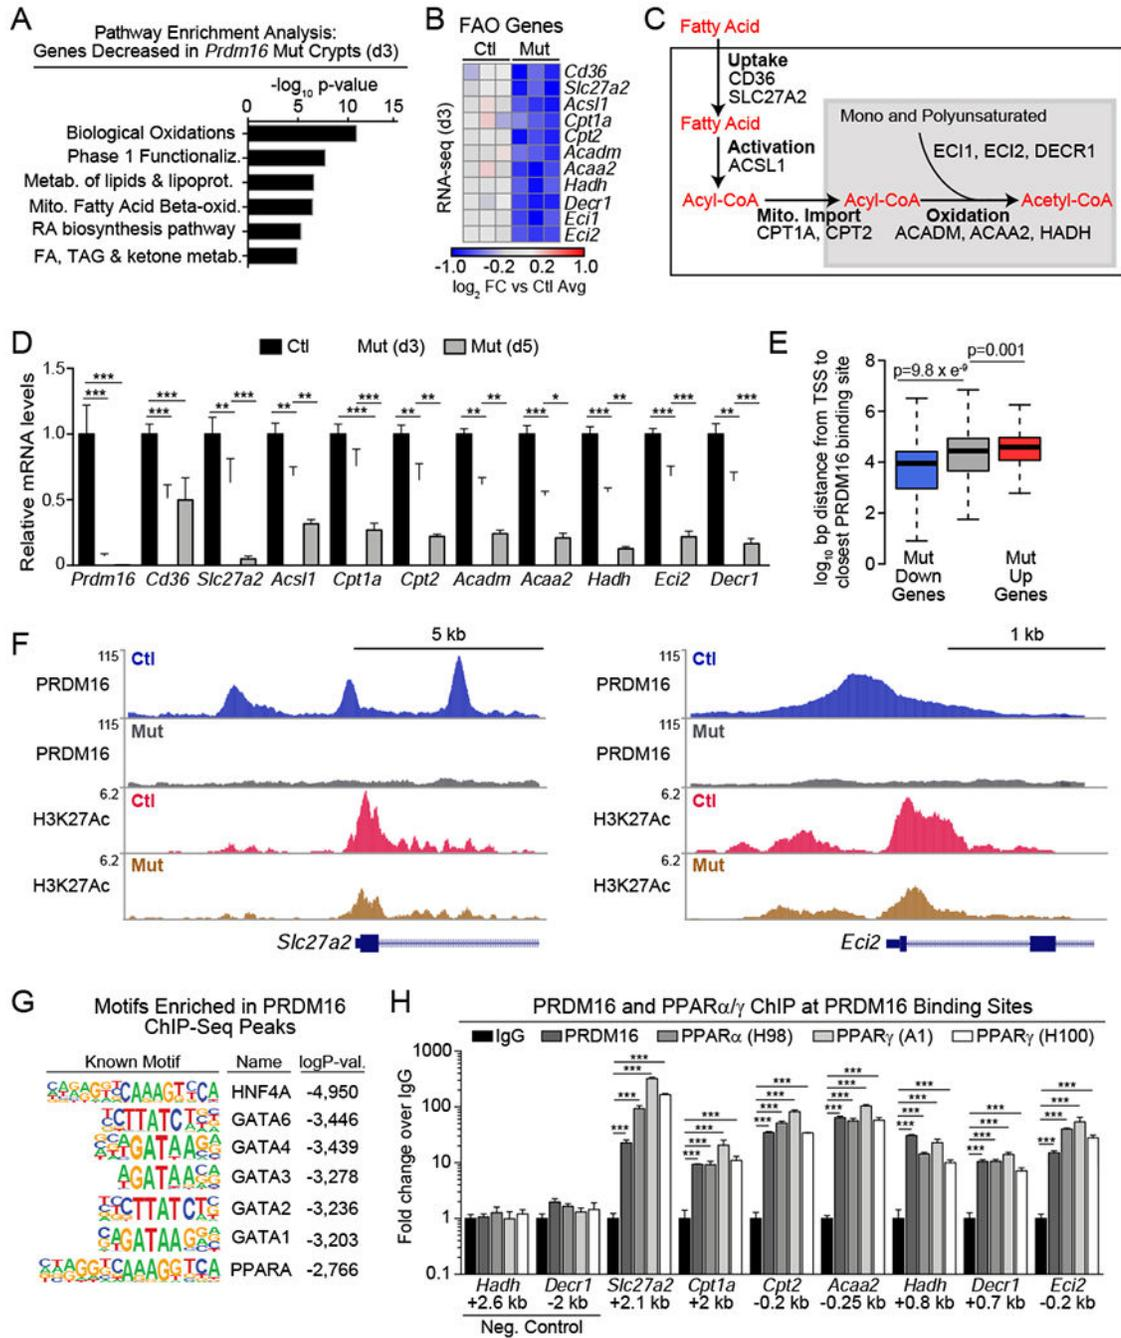 A
Pathway Enrichment Analysis:
Genes Decreased in Prdm16 Mut Crypts (d3)
-log10 p-value
0 5 10 15
Biological Oxidations
Phase 1 Functionaliz.
Metab. of lipids & lipoprot.
Mito. Fatty Acid Beta-oxid.
RA biosynthesis pathway
FA, TAG & ketone metab.
B
FAO Genes
Ctl Mut
RNA-seq (d3)
Cd36
Slc27a2
Acsl1
Cpt1a
Cpt2
Acadm
Acaa2
Hadh
Decr1
Eci1
Eci2
-1.0 -0.2 0.2 1.0
log2 FC vs Ctl Avg
C
Fatty Acid
Uptake
CD36
SLC27A2
Fatty Acid
Activation
ACSL1
Mono and Polyunsaturated
ECI1, ECI2, DECR1
Acyl-CoA Acyl-CoA Acetyl-CoA
Mito. Import Oxidation
CPT1A, CPT2 ACADM, ACAA2, HADH
D
Ctl Mut (d3) Mut (d5)
Relative mRNA levels
1.5
1.0
0.5
0
*** *** *** *** ** *** ** ** *** *** ** ** ** ** *** * *** ** *** *** ** ***
Prdm16 Cd36 Slc27a2 Acsl1 Cpt1a Cpt2 Acadm Acaa2 Hadh Eci2 Decr1
E
log10 bp distance from TSS to
closest PRDM16 binding site
8
6
4
2
0
p=9.8 x e-9
p=0.001
Mut
Down
Genes
Mut
Up
Genes
F
5 kb
115
Ctl
PRDM16
115
Mut
PRDM16
6.2
Ctl
H3K27Ac
6.2
Mut
H3K27Ac
Slc27a2
1 kb
115
Ctl
PRDM16
115
Mut
PRDM16
6.2
Ctl
H3K27Ac
6.2
Mut
H3K27Ac
Eci2
G
Motifs Enriched in PRDM16
ChIP-Seq Peaks
Known Motif Name logP-val.
HNF4A -4,950
GATA6 -3,446
GATA4 -3,439
GATA3 -3,278
GATA2 -3,236
GATA1 -3,203
PPARA -2,766
H
PRDM16 and PPARα/γ ChIP at PRDM16 Binding Sites
IgG PRDM16 PPARα (H98) PPARγ (A1) PPARγ (H100)
Fold change over IgG
1000
100
10
1
0.1
*** *** *** ***
*** *** *** ***
*** *** *** ***
*** *** *** ***
*** *** *** ***
*** *** *** ***
*** *** *** ***
Hadh Decr1 Slc27a2 Cpt1a Cpt2 Acaa2 Hadh Decr1 Eci2
+2.6 kb -2 kb +2.1 kb +2 kb -0.2 kb -0.25 kb +0.8 kb +0.7 kb -0.2 kb
Neg. Control